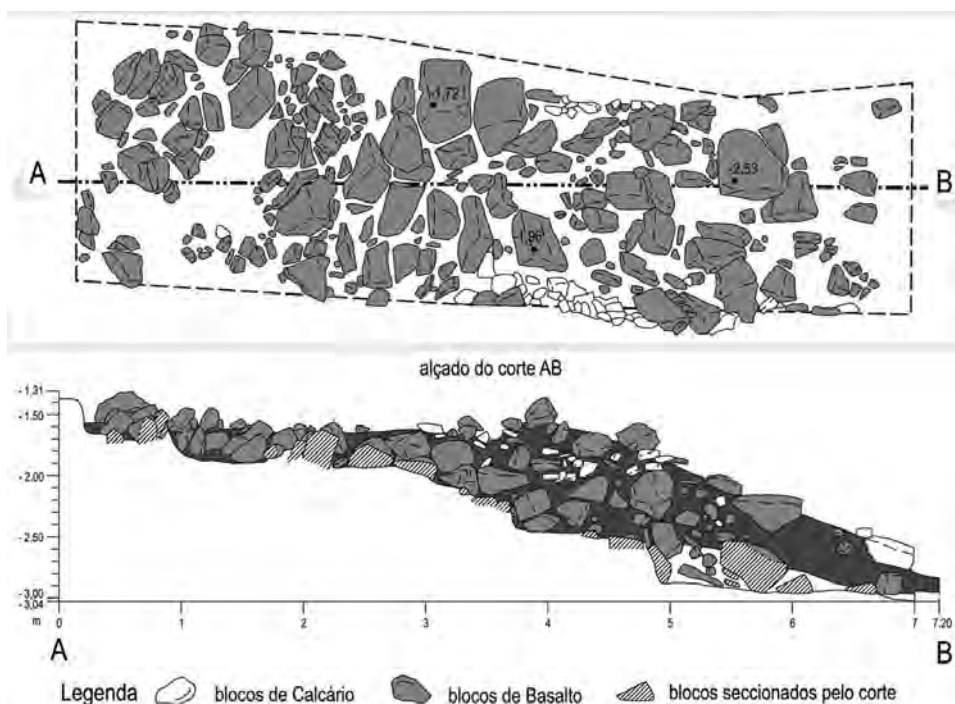 -1,721
A
B
-2,53
-1,96
alçado do corte AB
- 1,31
- 1.50
- 2.00
- 2.50
- 3,00
- 3,04
m
0 1 2 3 4 5 6 7 7.20
A
B
Legenda blocos de Calcário blocos de Basalto blocos seccionados pelo corte